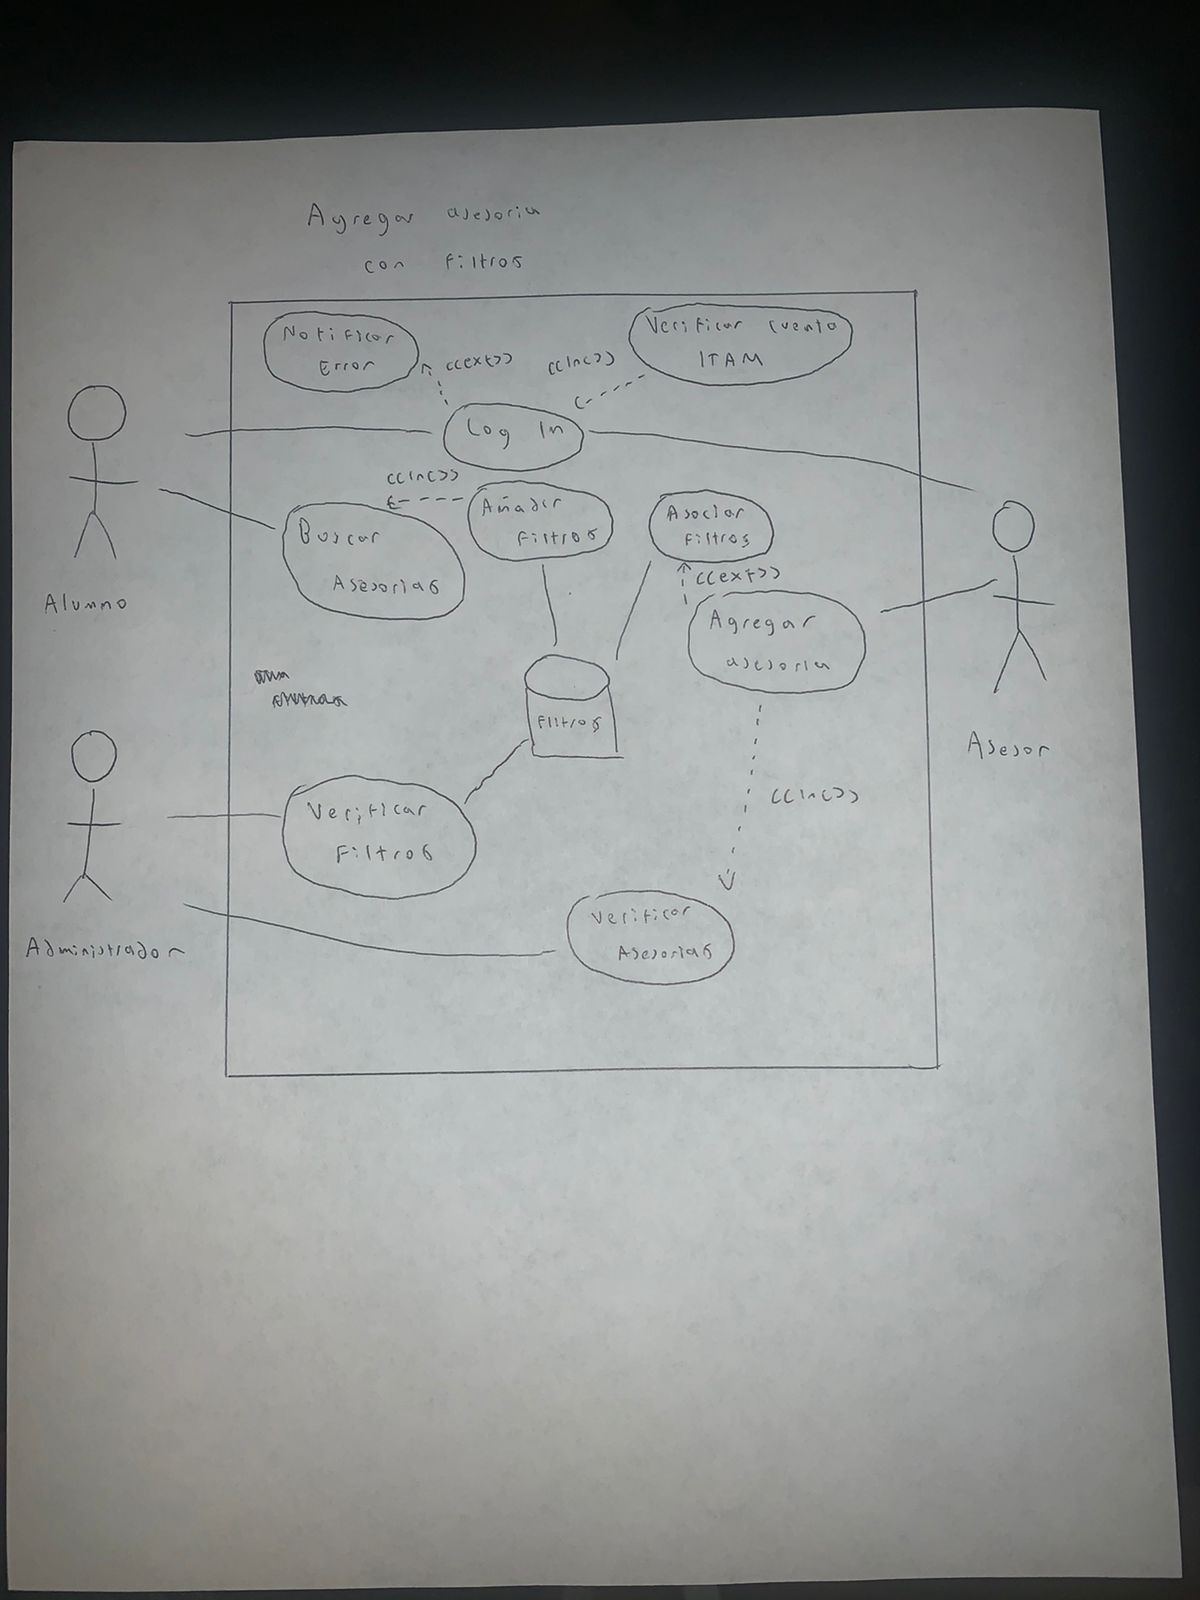 Agregar asesoria
con filtros
Notificar
Error
<<ext>>
<<inc>>
Verificar cuenta
ITAM
Log In
<<inc>>
Añadir
Filtros
Asociar
Filtros
Buscar
Asesorias
<<ext>>
Agregar
asesoria
Alumno
Filtros
Asesor
<<inc>>
Verificar
Filtros
Verificar
Asesorias
Administrador